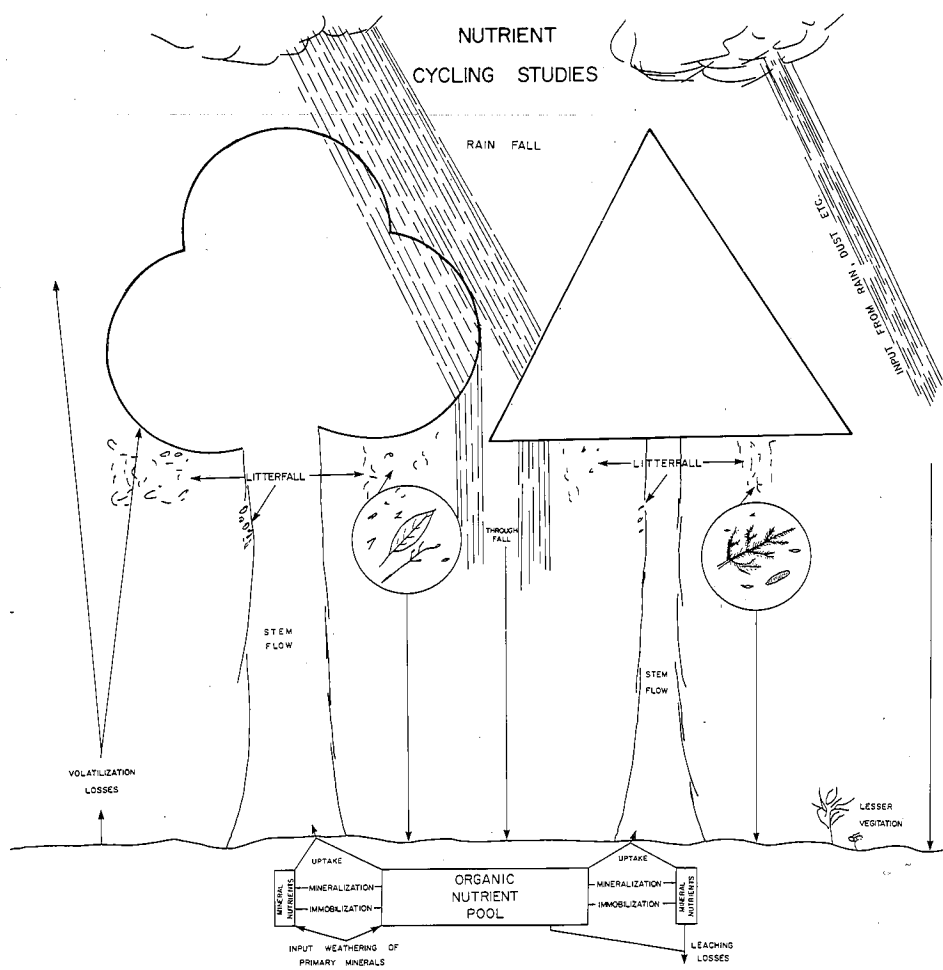 NUTRIENT
CYCLING STUDIES
RAIN FALL
INPUT FROM RAIN, DUST ETC.
LITTERFALL
LITTERFALL
THROUGH
FALL
STEM
FLOW
STEM
FLOW
VOLATILIZATION
LOSSES
LESSER
VEGITATION
UPTAKE
UPTAKE
MINERAL
NUTRIENTS
MINERALIZATION
IMMOBILIZATION
ORGANIC
NUTRIENT
POOL
MINERALIZATION
IMMOBILIZATION
MINERAL
NUTRIENTS
INPUT WEATHERING OF
PRIMARY MINERALS
LEACHING
LOSSES